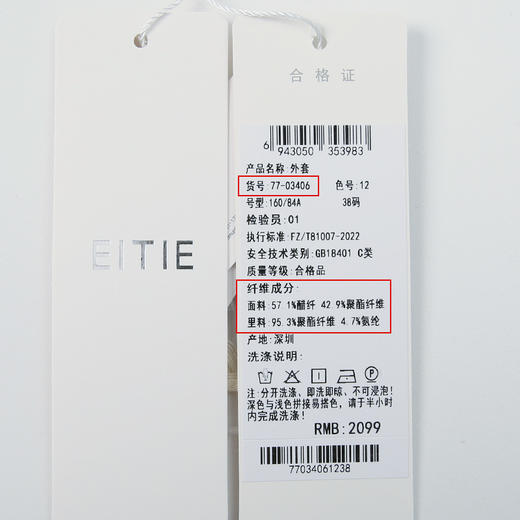 EITIE
合格证
6 943050 353983
产品名称:外套
货号:77-03406 色号:12
号型:160/84A 38码
检验员:01
执行标准:FZ/T81007-2022
安全技术类别:GB18401 C类
质量等级:合格品
纤维成分:
面料:57.1%醋纤 42.9%聚酯纤维
里料:95.3%聚酯纤维 4.7%氨纶
产地:深圳
洗涤说明:
注:分开洗涤、即洗即晾、不可浸泡!
深色与浅色拼接易搭色,请于半小时
内完成洗涤!
RMB:2099
77034061238